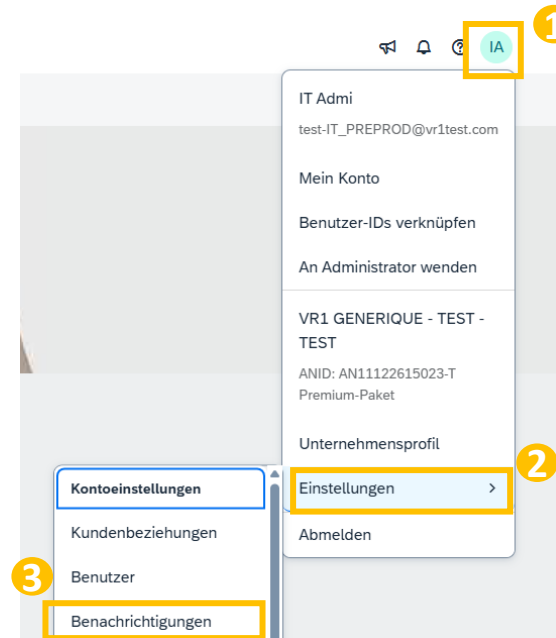 1
IA
IT Admi
test-IT_PREPROD@vr1test.com
Mein Konto
Benutzer-IDs verknüpfen
An Administrator wenden
VR1 GENERIQUE - TEST -
TEST
ANID: AN11122615023-T
Premium-Paket
Unternehmensprofil
2
Einstellungen
Abmelden
Kontoeinstellungen
Kundenbeziehungen
3
Benutzer
Benachrichtigungen